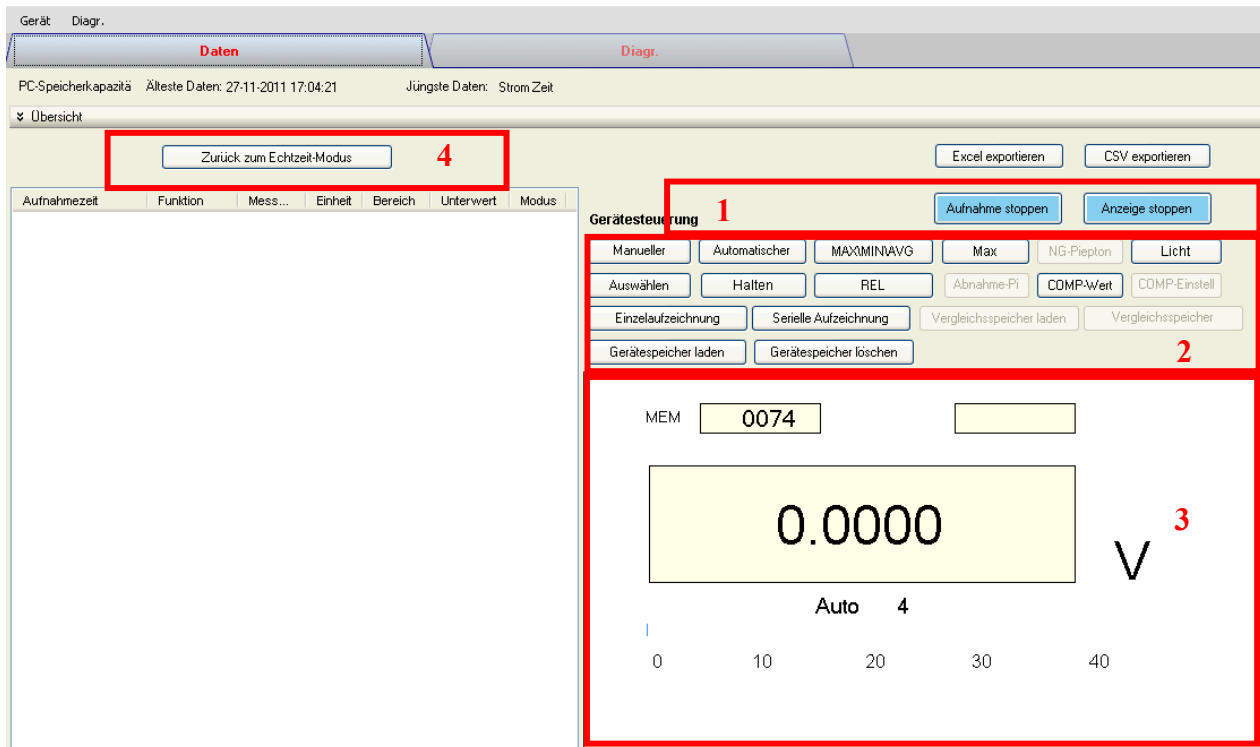 Gerät Diagr.
Daten Diagr.
PC-Speicherkapazitä Älteste Daten: 27-11-2011 17:04:21 Jüngste Daten: Strom Zeit
Übersicht
Zurück zum Echtzeit-Modus 4 Excel exportieren CSV exportieren
Aufnahmezeit Funktion Mess... Einheit Bereich Unterwert Modus
Gerätesteuerung 1 Aufnahme stoppen Anzeige stoppen
Manueller Automatischer MAX\MIN\AVG Max NG-Piepton Licht
Auswählen Halten REL Abnahme-Pi COMP-Wert COMP-Einstell
Einzelaufzeichnung Serielle Aufzeichnung Vergleichsspeicher laden Vergleichsspeicher
Gerätespeicher laden Gerätespeicher löschen 2
MEM 0074
0.0000 V 3
Auto 4
0 10 20 30 40